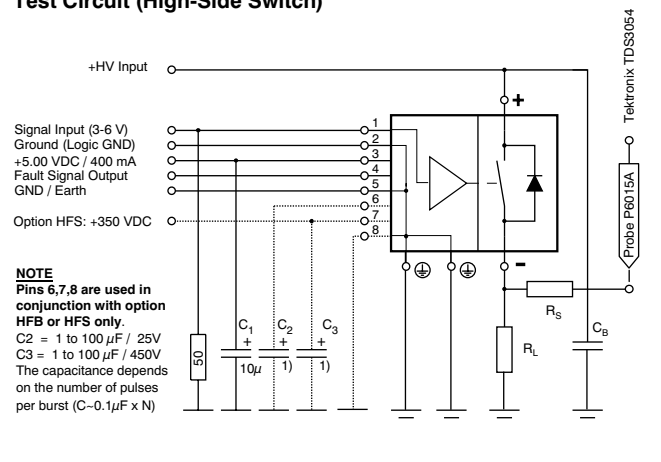 Test Circuit (High-Side Switch)
+HV Input
Signal Input (3-6 V)
Ground (Logic GND)
+5.00 VDC / 400 mA
Fault Signal Output
GND / Earth
Option HFS: +350 VDC
1
2
3
4
5
6
7
8
+
-
Tektronix TDS3054
Probe P6015A
RS
RL
CB
NOTE
Pins 6,7,8 are used in
conjunction with option
HFB or HFS only.
C2 = 1 to 100 µF / 25V
C3 = 1 to 100 µF / 450V
The capacitance depends
on the number of pulses
per burst (C~0.1µF x N)
50
C1
+
10µ
C2
+
1)
C3
+
1)